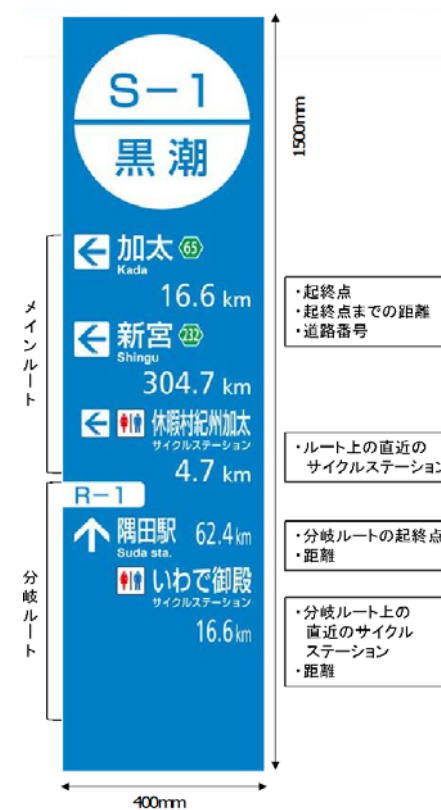 S－1
黒潮
加太 65
Kada
16.6 km
新宮 232
Shingu
304.7 km
休暇村紀州加太
サイクルステーション
4.7 km
R－1
隅田駅 62.4km
Suda sta.
いわで御殿
サイクルステーション
16.6km
メインルート
分岐ルート
1500mm
400mm
・起終点
・起終点までの距離
・道路番号
・ルート上の直近の
サイクルステーション
・分岐ルートの起終点
・距離
・分岐ルート上の
直近のサイクル
ステーション
・距離